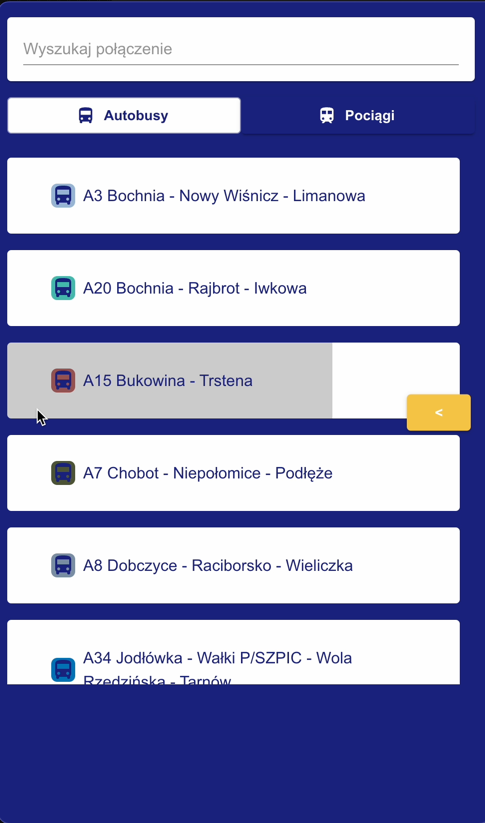 Wyszukaj połączenie
Autobusy
Pociągi
A3 Bochnia - Nowy Wiśnicz - Limanowa
A20 Bochnia - Rajbrot - Iwkowa
A15 Bukowina - Trstena
<
A7 Chobot - Niepołomice - Podłęże
A8 Dobczyce - Raciborsko - Wieliczka
A34 Jodłówka - Wałki P/SZPIC - Wola
Rzędzińska - Tarnów